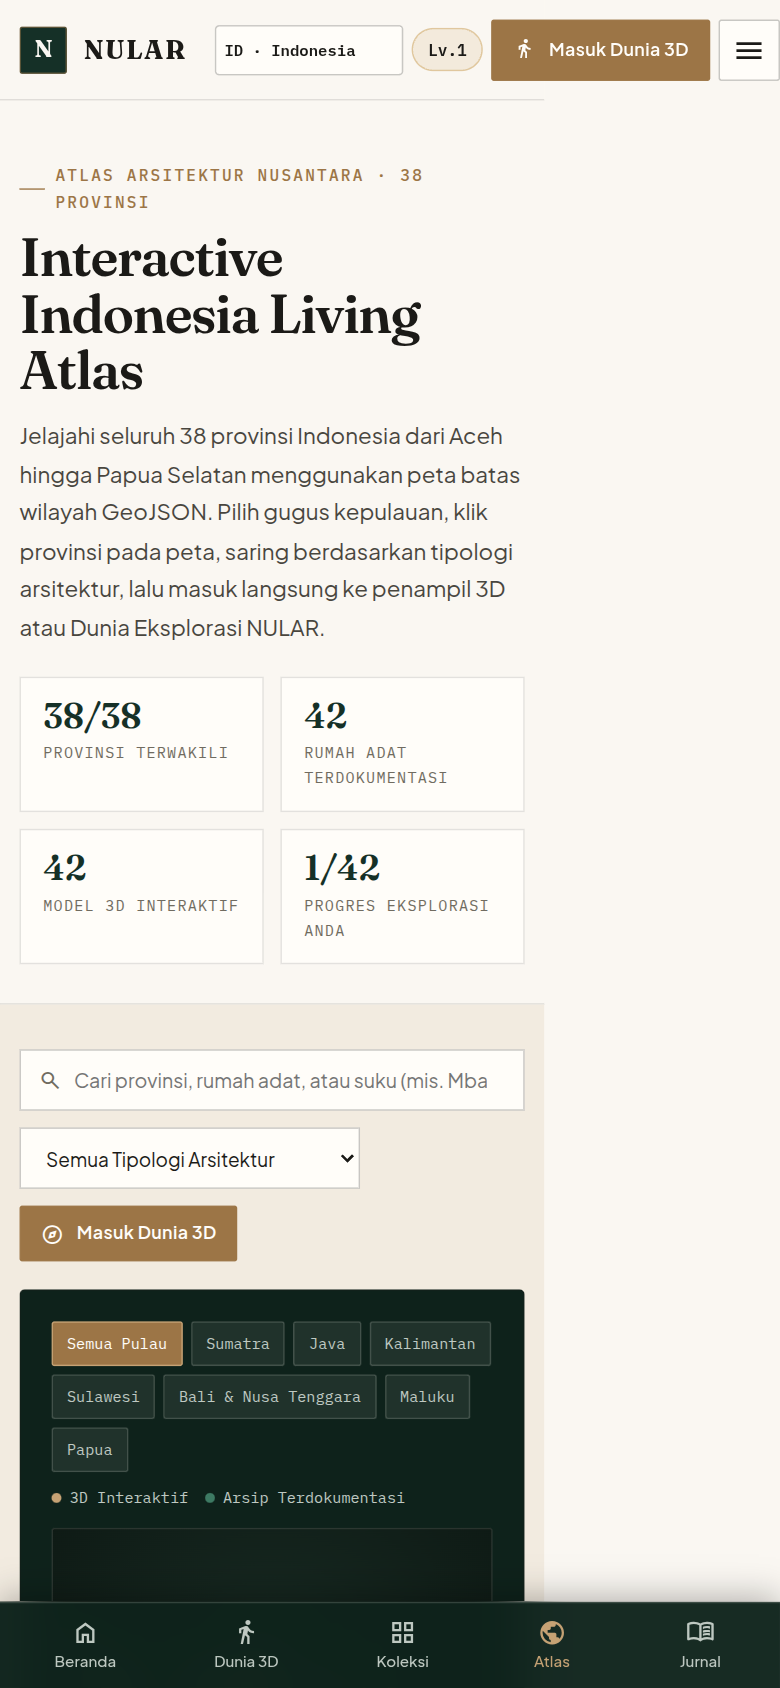 N NULAR ID · Indonesia Lv.1 Masuk Dunia 3D
ATLAS ARSITEKTUR NUSANTARA · 38
PROVINSI
Interactive
Indonesia Living
Atlas
Jelajahi seluruh 38 provinsi Indonesia dari Aceh
hingga Papua Selatan menggunakan peta batas
wilayah GeoJSON. Pilih gugus kepulauan, klik
provinsi pada peta, saring berdasarkan tipologi
arsitektur, lalu masuk langsung ke penampil 3D
atau Dunia Eksplorasi NULAR.
38/38
PROVINSI TERWAKILI
42
RUMAH ADAT
TERDOKUMENTASI
42
MODEL 3D INTERAKTIF
1/42
PROGRES EKSPLORASI
ANDA
Cari provinsi, rumah adat, atau suku (mis. Mba
Semua Tipologi Arsitektur
Masuk Dunia 3D
Semua Pulau Sumatra Java Kalimantan
Sulawesi Bali & Nusa Tenggara Maluku
Papua
3D Interaktif Arsip Terdokumentasi
Beranda Dunia 3D Koleksi Atlas Jurnal